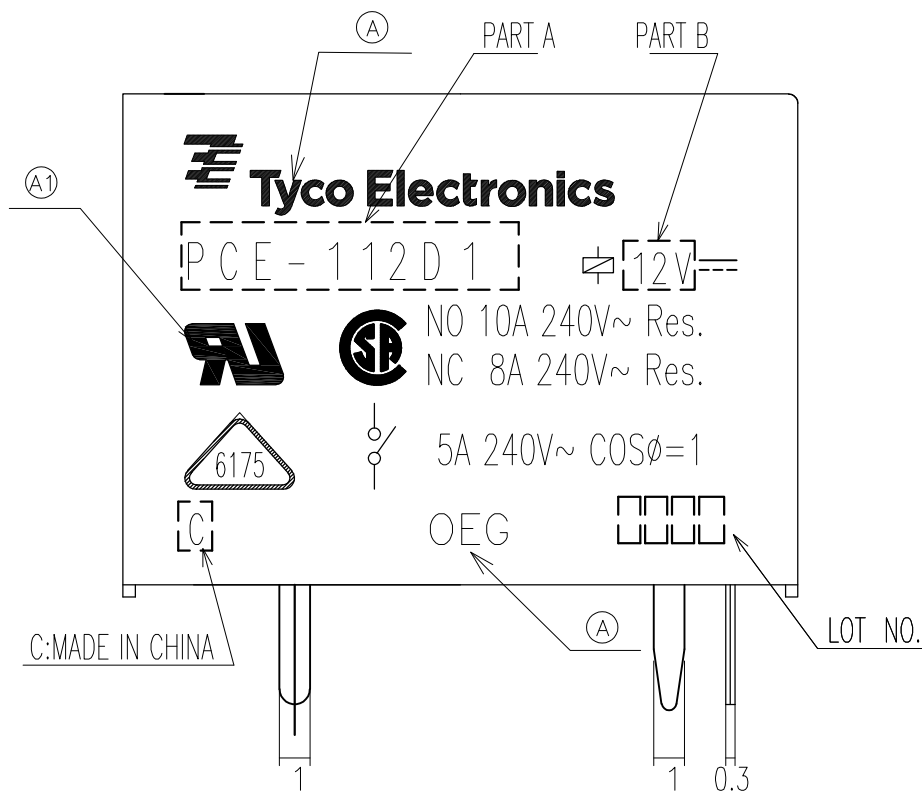 A PART A PART B
A1 Tyco Electronics
PCE-112D1 12V
NO 10A 240V~ Res.
NC 8A 240V~ Res.
6175 5A 240V~ COSϕ=1
C OEG
A
C:MADE IN CHINA LOT NO.
1 1 0.3